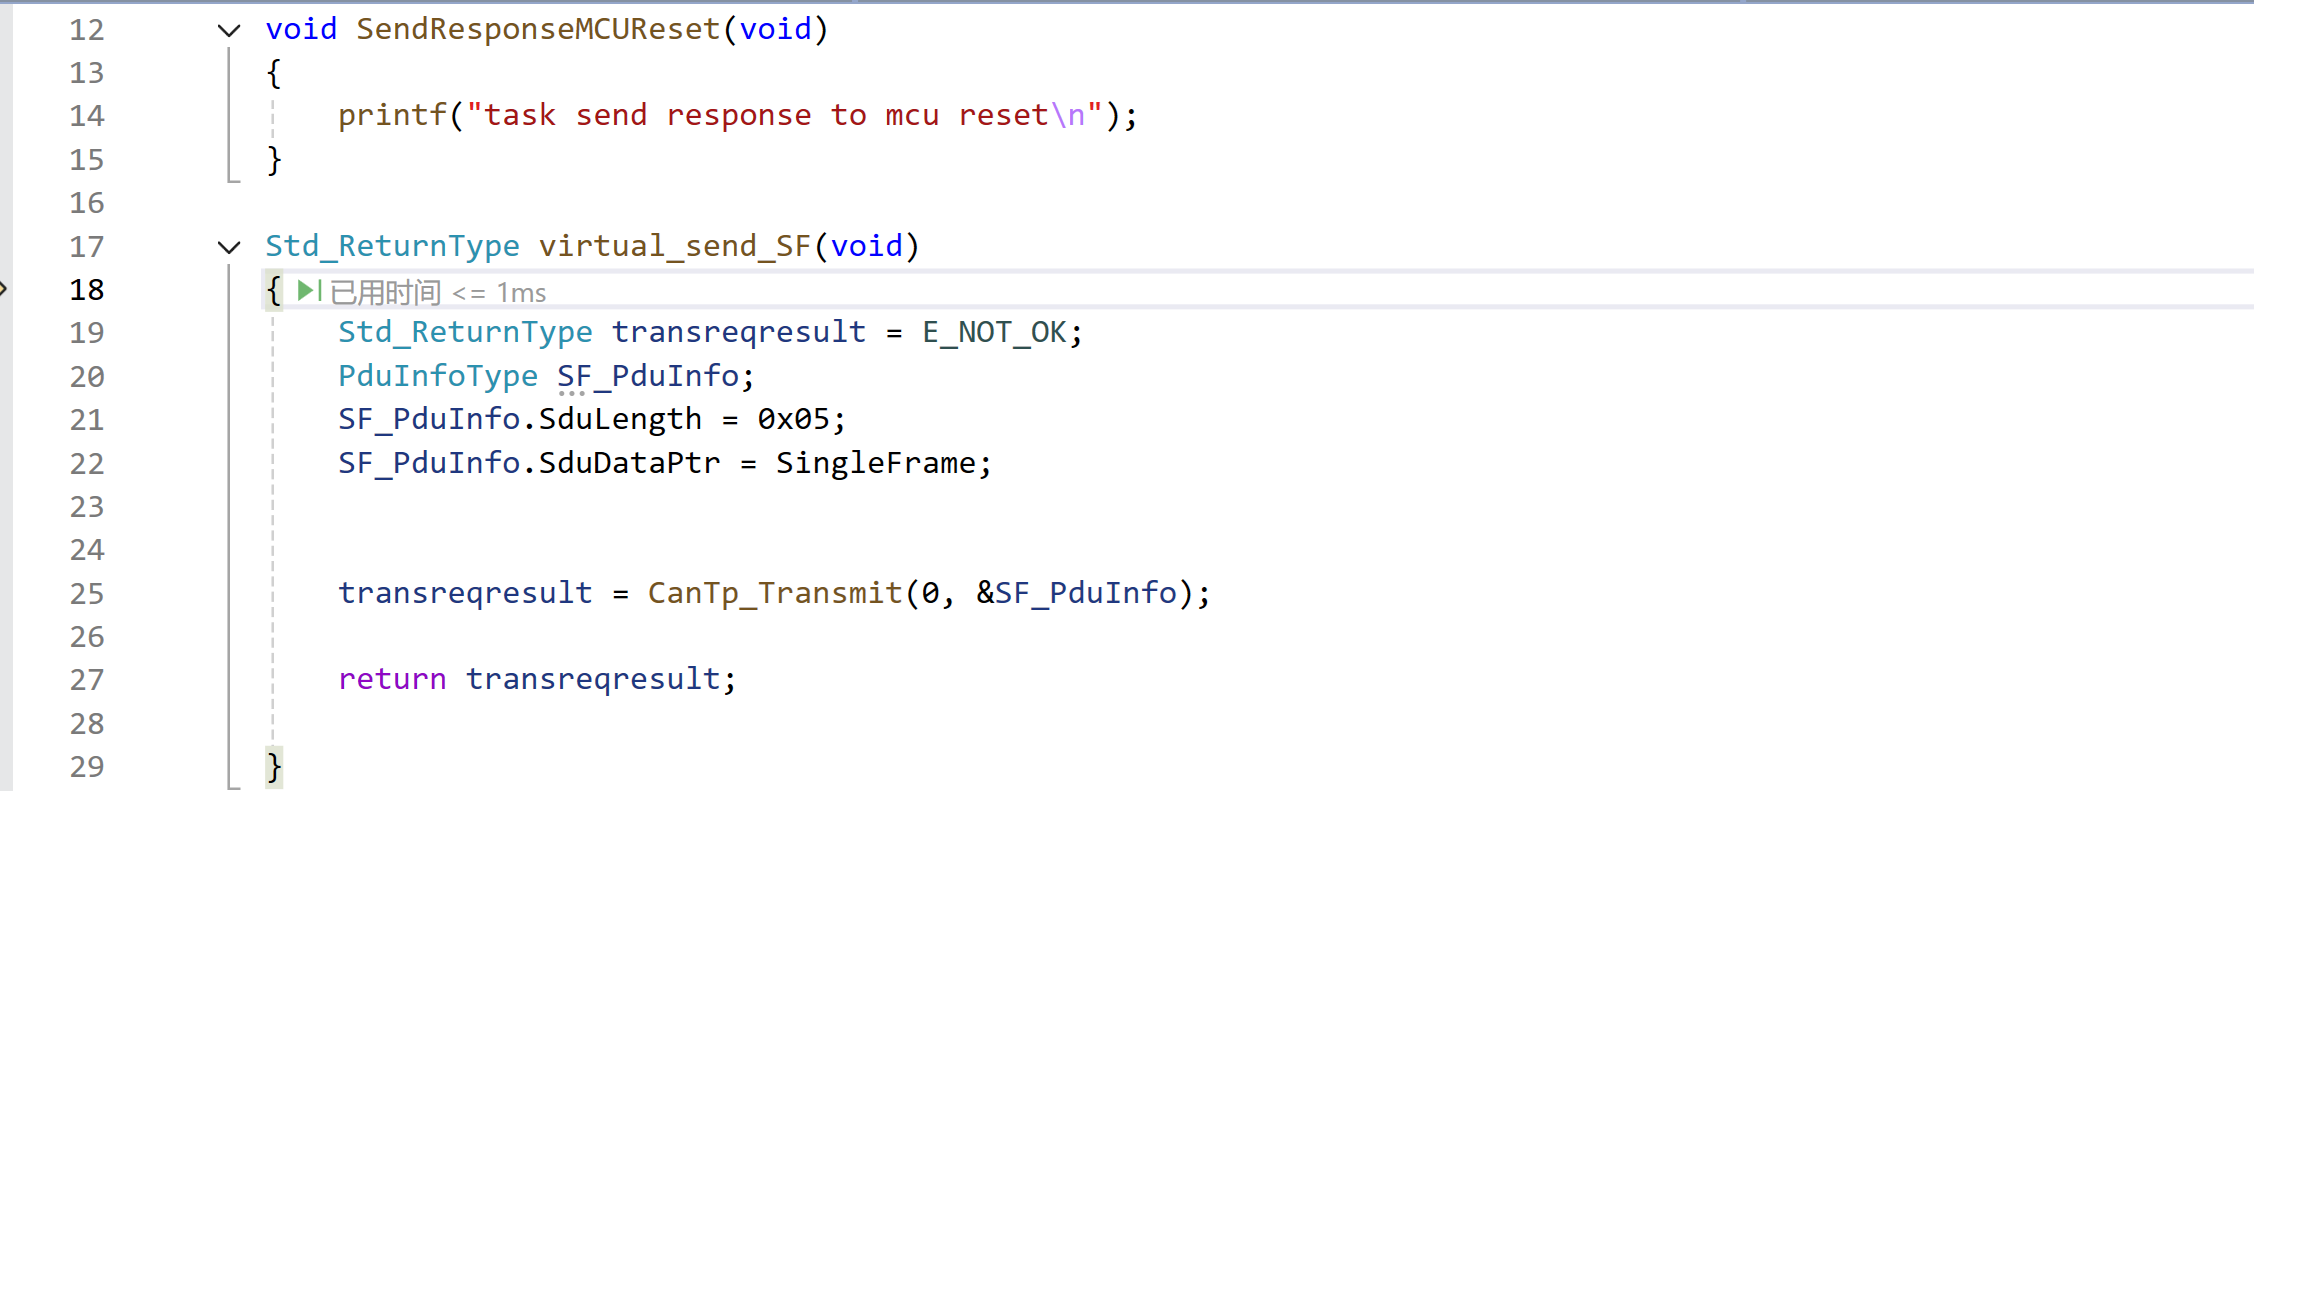 12 void SendResponseMCUReset(void)
13 {
14 printf("task send response to mcu reset\n");
15 }
16
17 Std_ReturnType virtual_send_SF(void)
18 { 已用时间 <= 1ms
19 Std_ReturnType transreqresult = E_NOT_OK;
20 PduInfoType SF_PduInfo;
21 SF_PduInfo.SduLength = 0x05;
22 SF_PduInfo.SduDataPtr = SingleFrame;
23
24
25 transreqresult = CanTp_Transmit(0, &SF_PduInfo);
26
27 return transreqresult;
28
29 }